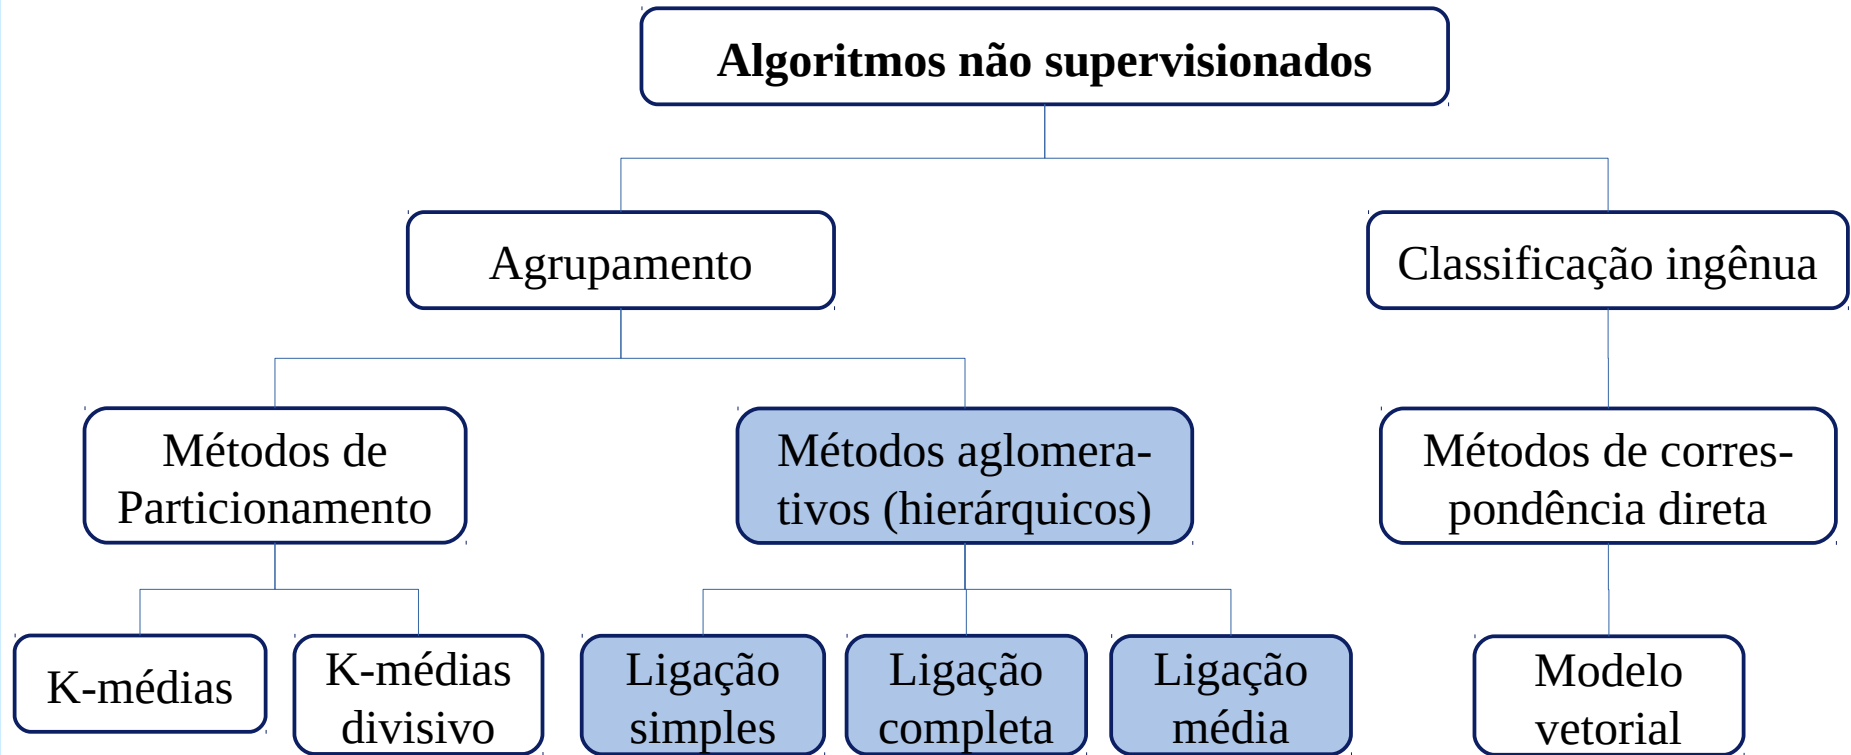 Algoritmos não supervisionados
Agrupamento
Classificação ingênua
Métodos de
Particionamento
Métodos aglomera-
tivos (hierárquicos)
Métodos de corres-
pondência direta
K-médias
K-médias
divisivo
Ligação
simples
Ligação
completa
Ligação
média
Modelo
vetorial